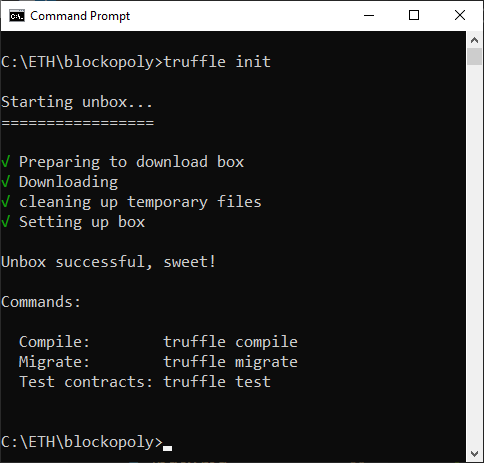 Command Prompt
C:\ETH\blockopoly>truffle init
Starting unbox...
=================
√ Preparing to download box
√ Downloading
√ cleaning up temporary files
√ Setting up box
Unbox successful, sweet!
Commands:
Compile:        truffle compile
Migrate:        truffle migrate
Test contracts: truffle test
C:\ETH\blockopoly>